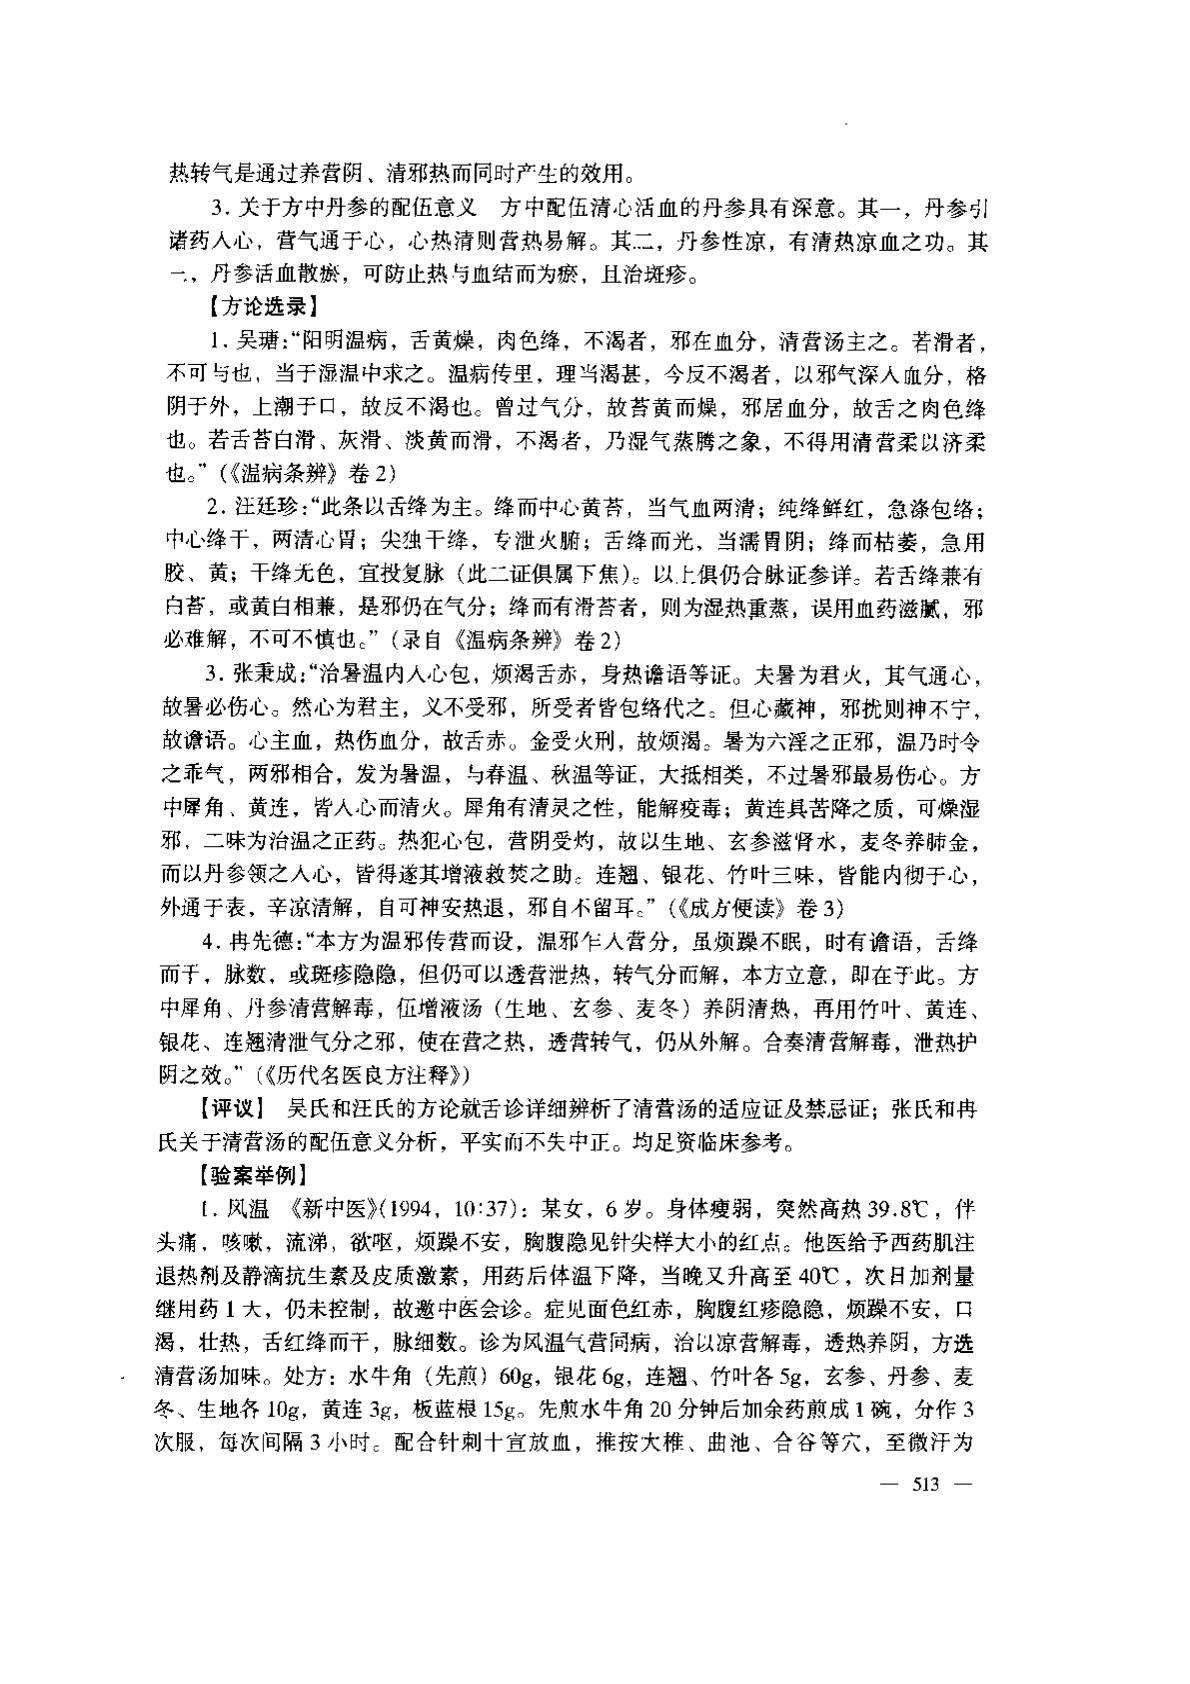 热转气是通过养营阴、清邪热而同时产生的效用。
3. 关于方中丹参的配伍意义　方中配伍清心活血的丹参具有深意。其一，丹参引
诸药入心，营气通于心，心热清则营热易解。其二，丹参性凉，有清热凉血之功。其
三，丹参活血散瘀，可防止热与血结而为瘀，且治斑疹。
【方论选录】
1. 吴瑭：“阳明温病，舌黄燥，肉色绛，不渴者，邪在血分，清营汤主之。若滑者，
不可与也，当于湿温中求之。温病传里，理当渴甚，今反不渴者，以邪气深入血分，格
阴于外，上潮于口，故反不渴也。曾过气分，故苔黄而燥，邪居血分，故舌之肉色绛
也。若舌苔白滑、灰滑、淡黄而滑，不渴者，乃湿气蒸腾之象，不得用清营柔以济柔
也。”（《温病条辨》卷2）
2. 汪廷珍：“此条以舌绛为主。绛而中心黄苔，当气血两清；纯绛鲜红，急涤包络；
中心绛干，两清心胃；尖独干绛，专泄火腑；舌绛而光，当濡胃阴；绛而枯萎，急用
胶、黄；干绛无色，宜投复脉（此二证俱属下焦）。以上俱仍合脉证参详。若舌绛兼有
白苔，或黄白相兼，是邪仍在气分；绛而有滑苔者，则为湿热熏蒸，误用血药滋腻，邪
必难解，不可不慎也。”（录自《温病条辨》卷2）
3. 张秉成：“治暑温内入心包，烦渴舌赤，身热谵语等证。夫暑为君火，其气通心，
故暑必伤心。然心为君主，义不受邪，所受者皆包络代之。但心藏神，邪扰则神不宁，
故谵语。心主血，热伤血分，故舌赤。金受火刑，故烦渴。暑为六淫之正邪，温乃时令
之乖气，两邪相合，发为暑温，与春温、秋温等证，大抵相类，不过暑邪最易伤心。方
中犀角、黄连，皆入心而清火。犀角有清灵之性，能解疫毒；黄连具苦降之质，可燥湿
邪，二味为治温之正药。热犯心包，营阴受灼，故以生地、玄参滋肾水，麦冬养肺金，
而以丹参领之入心，皆得遂其增液救焚之助。连翘、银花、竹叶三味，皆能内彻于心，
外通于表，辛凉清解，自可神安热退，邪自不留耳。”（《成方便读》卷3）
4. 冉先德：“本方为温邪传营而设，温邪乍入营分，虽烦躁不眠，时有谵语，舌绛
而干，脉数，或斑疹隐隐，但仍可以透营泄热，转气分而解，本方立意，即在于此。方
中犀角、丹参清营解毒，伍增液汤（生地、玄参、麦冬）养阴清热，再用竹叶、黄连、
银花、连翘清泄气分之邪，使在营之热，透营转气，仍从外解。合奏清营解毒，泄热护
阴之效。”（《历代名医良方注释》）
【评议】　吴氏和汪氏的方论就舌诊详细辨析了清营汤的适应证及禁忌证；张氏和冉
氏关于清营汤的配伍意义分析，平实而不失中正。均足资临床参考。
【验案举例】
1. 风温　《新中医》(1994，10:37)：某女，6岁。身体瘦弱，突然高热39.8℃，伴
头痛，咳嗽，流涕，欲呕，烦躁不安，胸腹隐见针尖样大小的红点。他医给予西药肌注
退热剂及静滴抗生素及皮质激素，用药后体温下降，当晚又升高至40℃，次日加剂量
继用药1天，仍未控制，故邀中医会诊。症见面色红赤，胸腹红疹隐隐，烦躁不安，口
渴，壮热，舌红绛而干，脉细数。诊为风温气营同病，治以凉营解毒，透热养阴，方选
清营汤加味。处方：水牛角（先煎）60g，银花6g，连翘、竹叶各5g，玄参、丹参、麦
冬、生地各10g，黄连3g，板蓝根15g。先煎水牛角20分钟后加余药煎成1碗，分作3
次服，每次间隔3小时。配合针刺十宣放血，推按大椎、曲池、合谷等穴，至微汗为
— 513 —